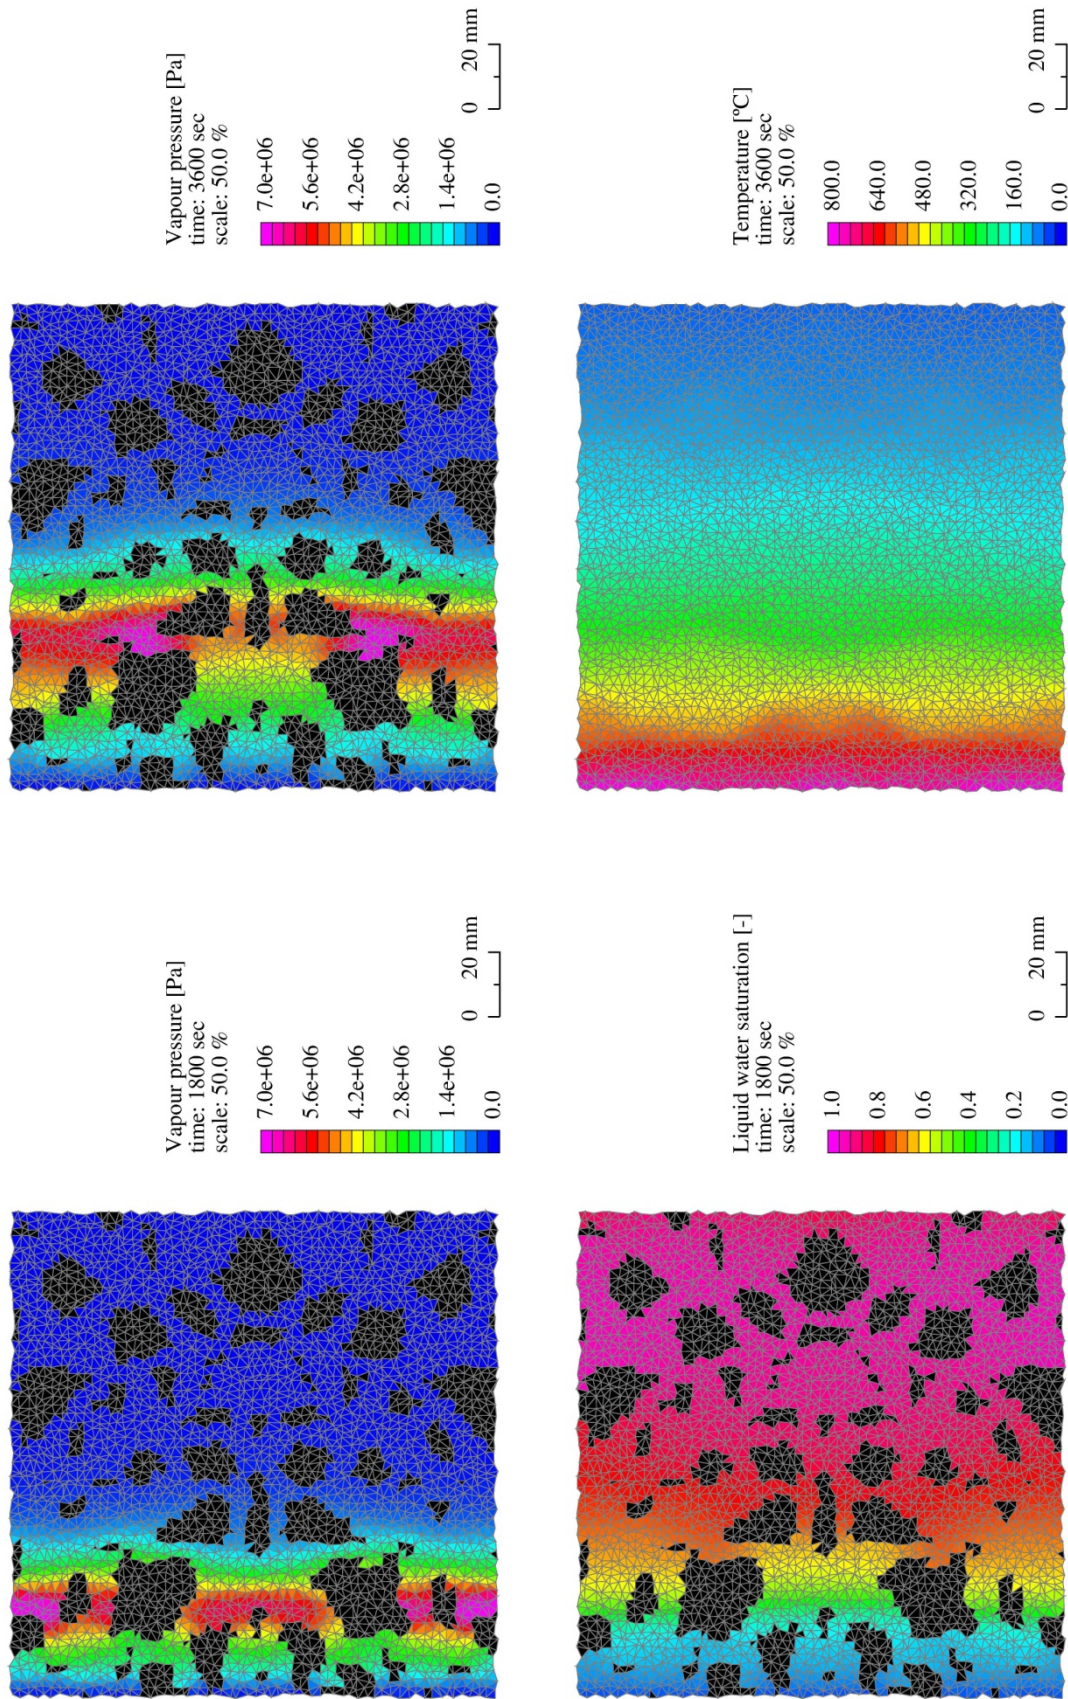 Vapour pressure [Pa]
time: 1800 sec
scale: 50.0 %
7.0e+06
5.6e+06
4.2e+06
2.8e+06
1.4e+06
0.0
0 20 mm
Vapour pressure [Pa]
time: 3600 sec
scale: 50.0 %
7.0e+06
5.6e+06
4.2e+06
2.8e+06
1.4e+06
0.0
0 20 mm
Liquid water saturation [-]
time: 1800 sec
scale: 50.0 %
1.0
0.8
0.6
0.4
0.2
0.0
0 20 mm
Temperature [ºC]
time: 3600 sec
scale: 50.0 %
800.0
640.0
480.0
320.0
160.0
0.0
0 20 mm